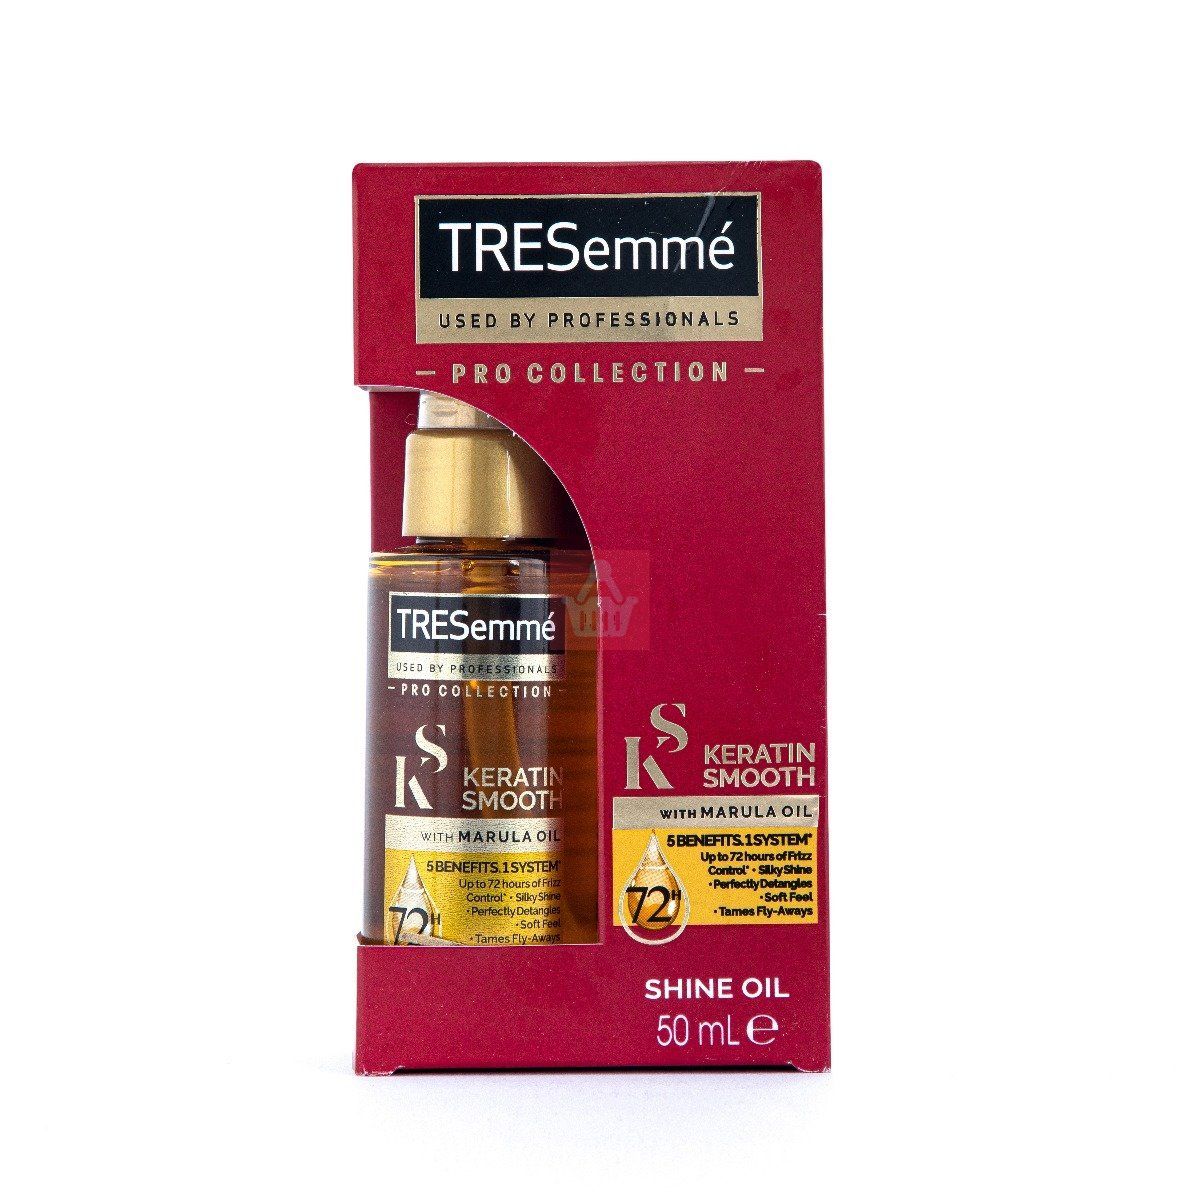 TRESemmé
USED BY PROFESSIONALS
PRO COLLECTION
TRESemmé
USED BY PROFESSIONALS
PRO COLLECTION
KS
KERATIN
SMOOTH
WITH MARULA OIL
5 BENEFITS. 1 SYSTEM*
Up to 72 hours of Frizz
Control* • Silky Shine
• Perfectly Detangles
• Soft Feel
• Tames Fly-Aways
72H
KS
KERATIN
SMOOTH
WITH MARULA OIL
5 BENEFITS. 1 SYSTEM*
Up to 72 hours of Frizz
Control* • Silky Shine
• Perfectly Detangles
• Soft Feel
• Tames Fly-Aways
72H
SHINE OIL
50 mL ℮